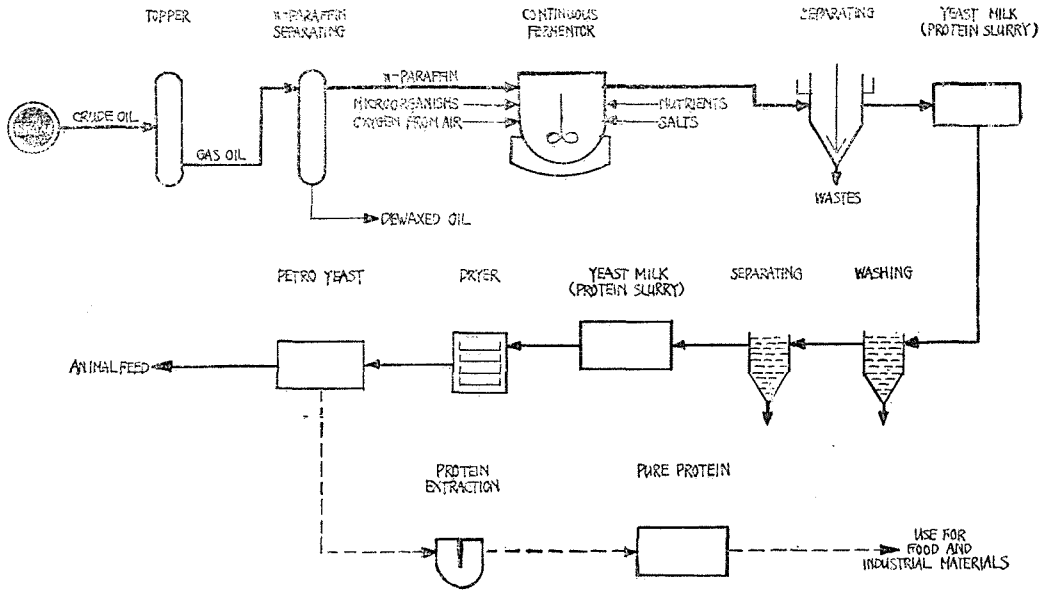 TOPPER
n-PARAFFIN
SEPARATING
CONTINUOUS
FERMENTOR
SEPARATING
YEAST MILK
(PROTEIN SLURRY)
CRUDE OIL
GAS OIL
n-PARAFFIN
MICROORGANISMS
OXYGEN FROM AIR
NUTRIENTS
SALTS
WASTES
DEWAXED OIL
PETRO YEAST
DRYER
YEAST MILK
(PROTEIN SLURRY)
SEPARATING
WASHING
ANIMAL FEED
PROTEIN
EXTRACTION
PURE PROTEIN
USE FOR
FOOD AND
INDUSTRIAL MATERIALS